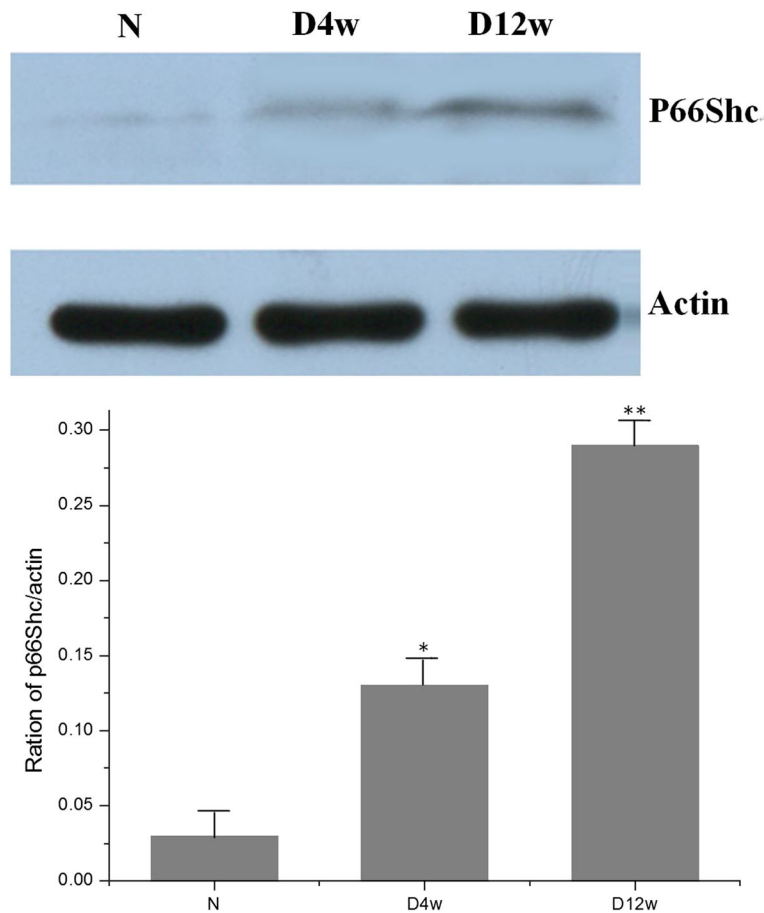 N D4w D12w
P66Shc
Actin
**
0.30
0.25
0.20
*
0.15
0.10
0.05
0.00
Ration of p66Shc/actin
N D4w D12w